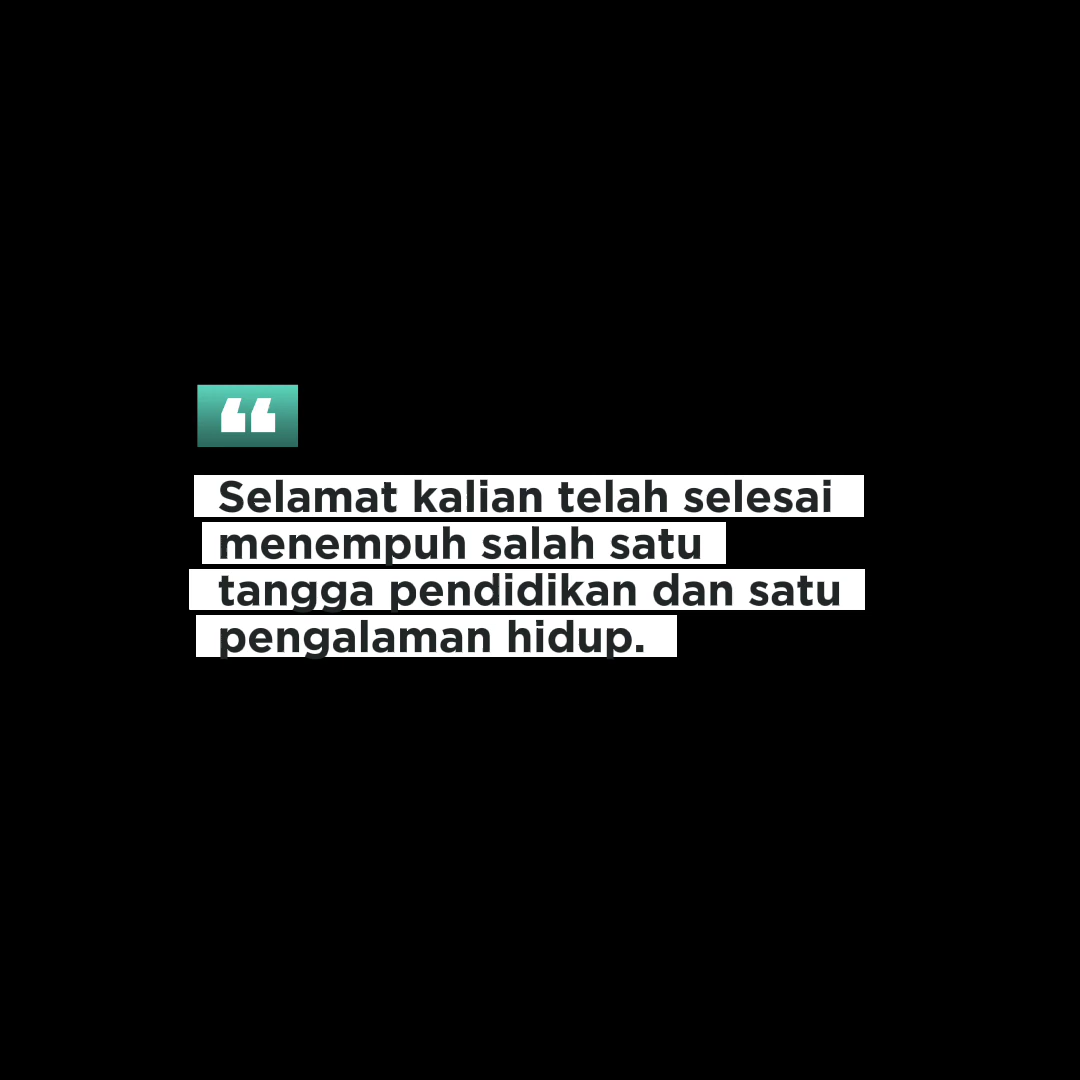 ❝
Selamat kalian telah selesai
menempuh salah satu
tangga pendidikan dan satu
pengalaman hidup.